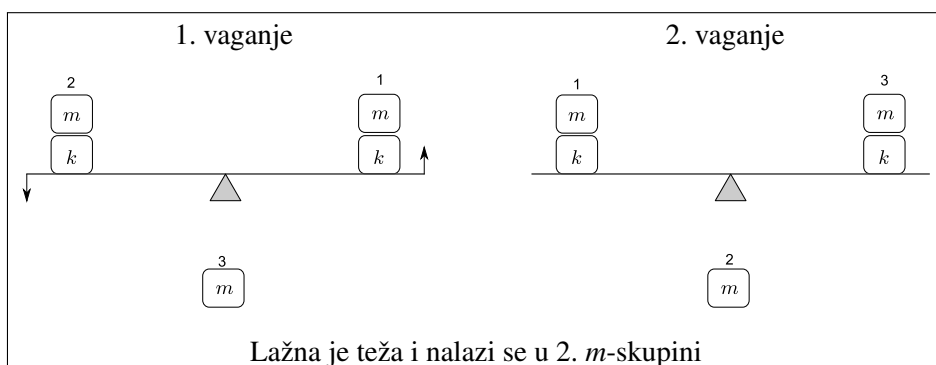 1. vaganje 2. vaganje
2 1 1 3
m m m m
k k k k
3 2
m m
Lažna je teža i nalazi se u 2. m-skupini